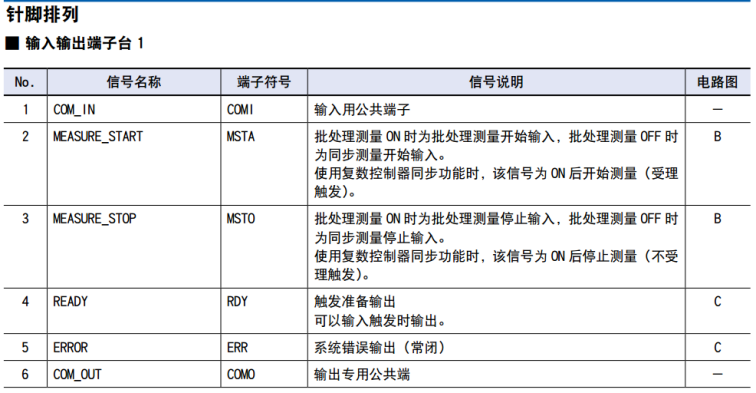 针脚排列
■ 输入输出端子台 1
No. 信号名称 端子符号 信号说明 电路图
1 COM_IN COMI 输入用公共端子 —
2 MEASURE_START MSTA 批处理测量 ON 时为批处理测量开始输入，批处理测量 OFF 时 B
为同步测量开始输入。
使用复数控制器同步功能时，该信号为 ON 后开始测量（受理
触发）。
3 MEASURE_STOP MSTO 批处理测量 ON 时为批处理测量停止输入，批处理测量 OFF 时 B
为同步测量停止输入。
使用复数控制器同步功能时，该信号为 ON 后停止测量（不受
理触发）。
4 READY RDY 触发准备输出 C
可以输入触发时输出。
5 ERROR ERR 系统错误输出（常闭） C
6 COM_OUT COMO 输出专用公共端 —